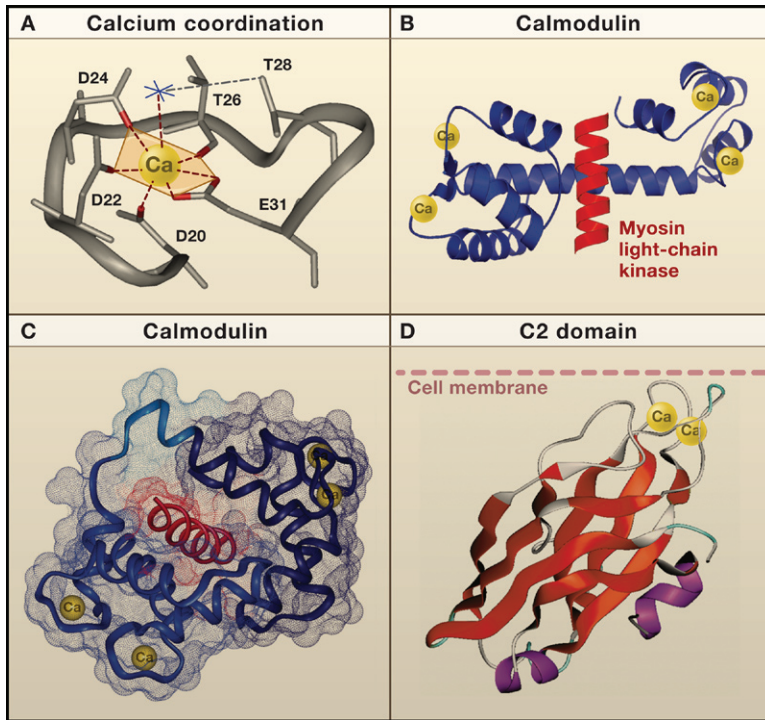 A Calcium coordination
D24
T28
T26
Ca
D22
E31
D20
B Calmodulin
Ca
Ca
Ca
Ca
Myosin
light-chain
kinase
C Calmodulin
Ca
Ca
Ca
Ca
D C2 domain
Cell membrane
Ca
Ca